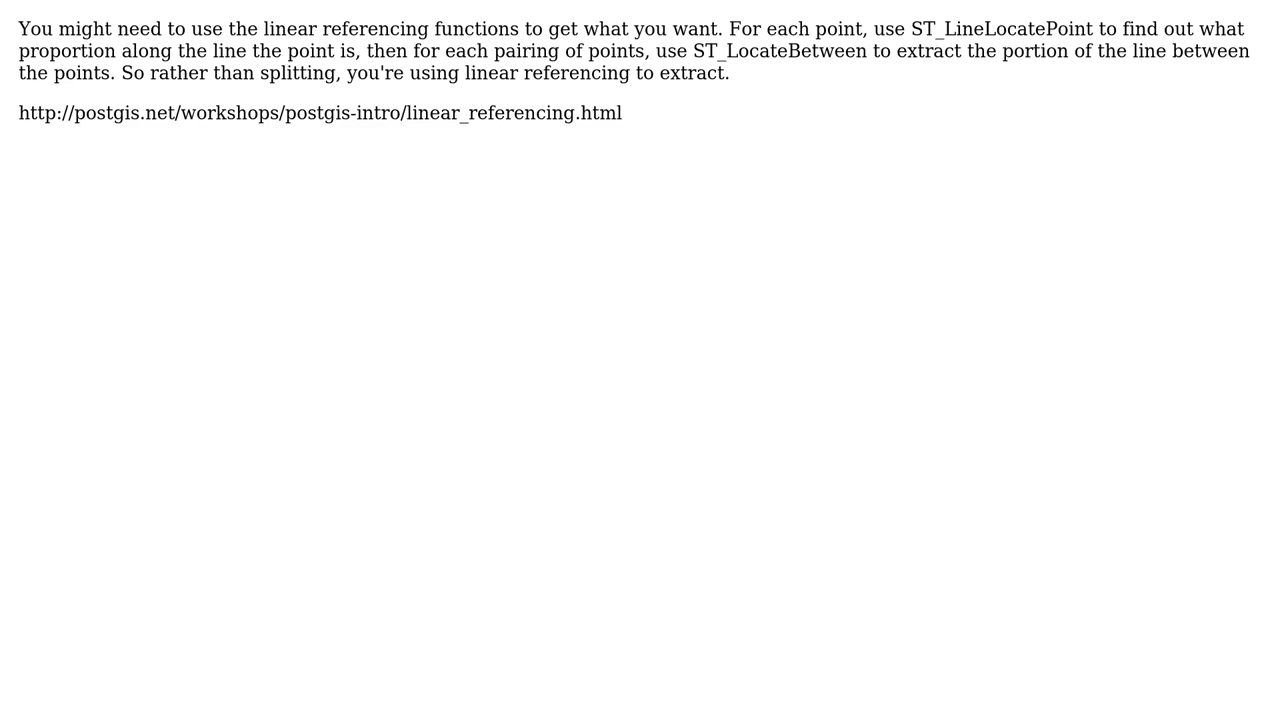 You might need to use the linear referencing functions to get what you want. For each point, use ST_LineLocatePoint to find out what
proportion along the line the point is, then for each pairing of points, use ST_LocateBetween to extract the portion of the line between
the points. So rather than splitting, you're using linear referencing to extract.
http://postgis.net/workshops/postgis-intro/linear_referencing.html